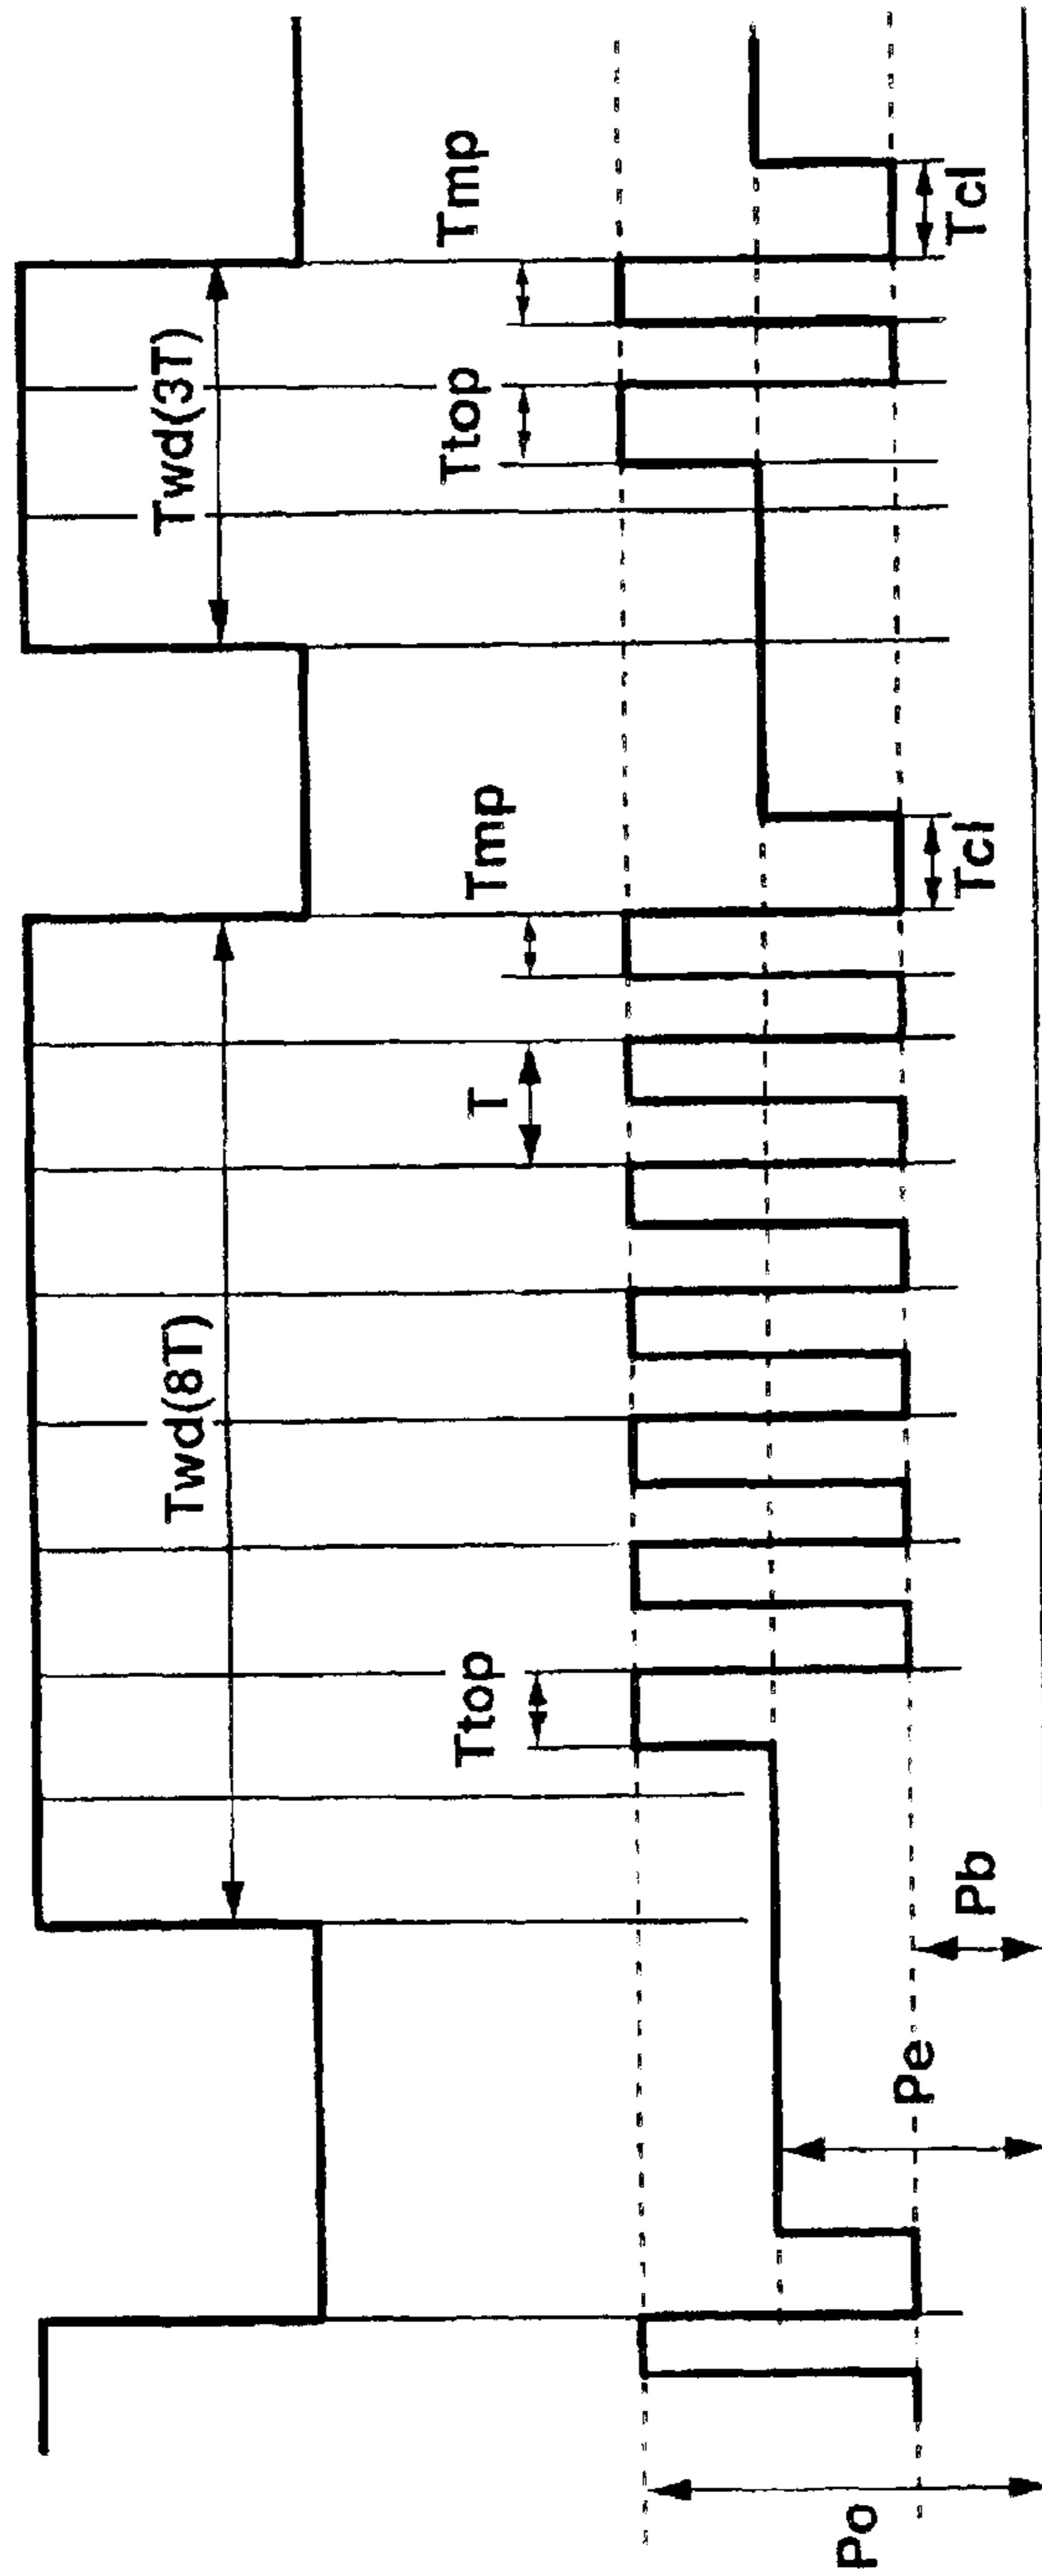 Twd(8T)
Twd(3T)
Ttop
T
Tmp
Ttop
Tmp
Tcl
Tcl
Po
Pe
Pb